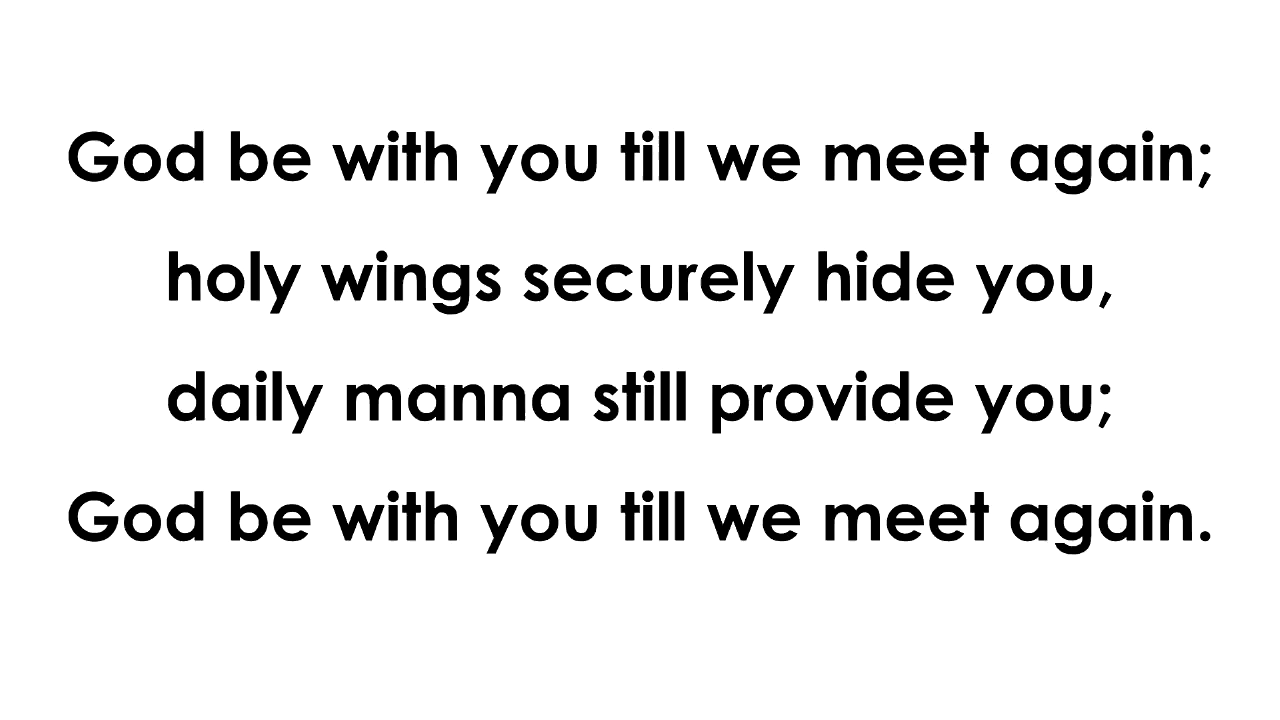 God be with you till we meet again;
holy wings securely hide you,
daily manna still provide you;
God be with you till we meet again.